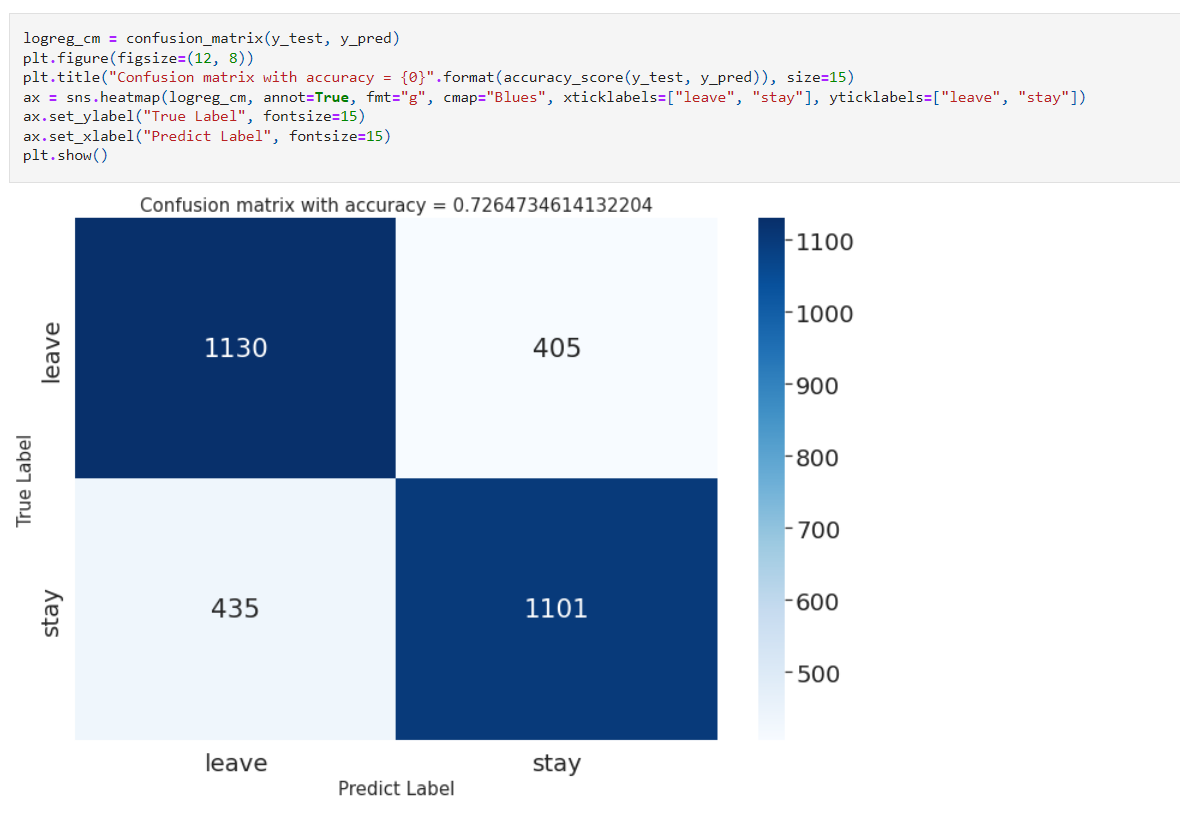 logreg_cm = confusion_matrix(y_test, y_pred)
plt.figure(figsize=(12, 8))
plt.title("Confusion matrix with accuracy = {0}".format(accuracy_score(y_test, y_pred)), size=15)
ax = sns.heatmap(logreg_cm, annot=True, fmt="g", cmap="Blues", xticklabels=["leave", "stay"], yticklabels=["leave", "stay"])
ax.set_ylabel("True Label", fontsize=15)
ax.set_xlabel("Predict Label", fontsize=15)
plt.show()
Confusion matrix with accuracy = 0.7264734614132204
True Label
leave
stay
1130
405
435
1101
leave
stay
Predict Label
1100
1000
900
800
700
600
500